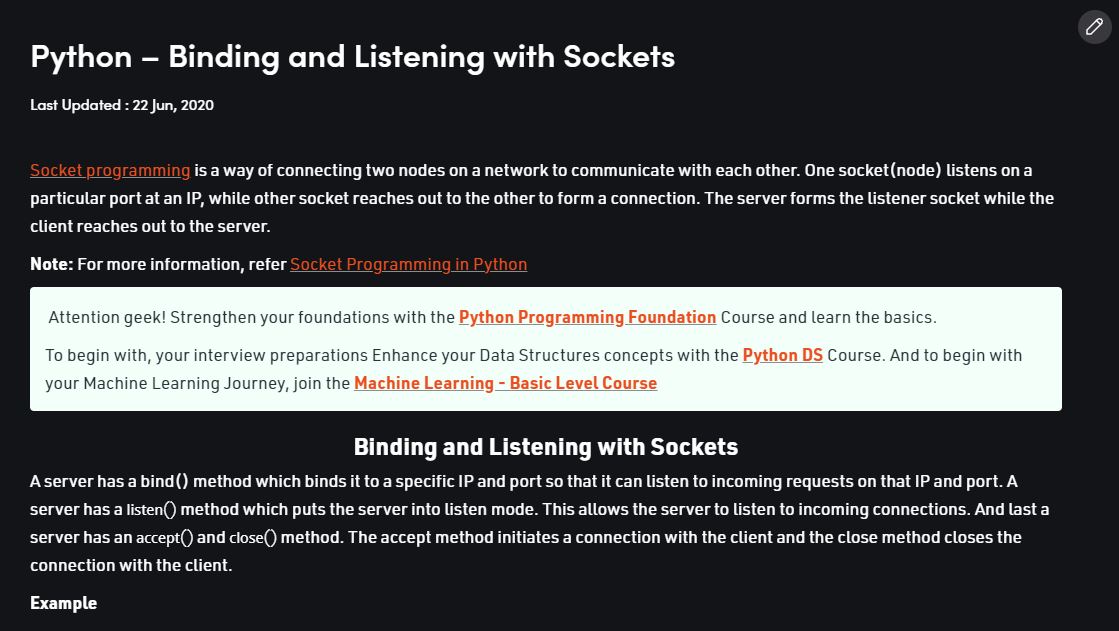 Python – Binding and Listening with Sockets
Last Updated : 22 Jun, 2020
Socket programming is a way of connecting two nodes on a network to communicate with each other. One socket(node) listens on a
particular port at an IP, while other socket reaches out to the other to form a connection. The server forms the listener socket while the
client reaches out to the server.
Note: For more information, refer Socket Programming in Python
Attention geek! Strengthen your foundations with the Python Programming Foundation Course and learn the basics.
To begin with, your interview preparations Enhance your Data Structures concepts with the Python DS Course. And to begin with
your Machine Learning Journey, join the Machine Learning - Basic Level Course
Binding and Listening with Sockets
A server has a bind() method which binds it to a specific IP and port so that it can listen to incoming requests on that IP and port. A
server has a listen() method which puts the server into listen mode. This allows the server to listen to incoming connections. And last a
server has an accept() and close() method. The accept method initiates a connection with the client and the close method closes the
connection with the client.
Example